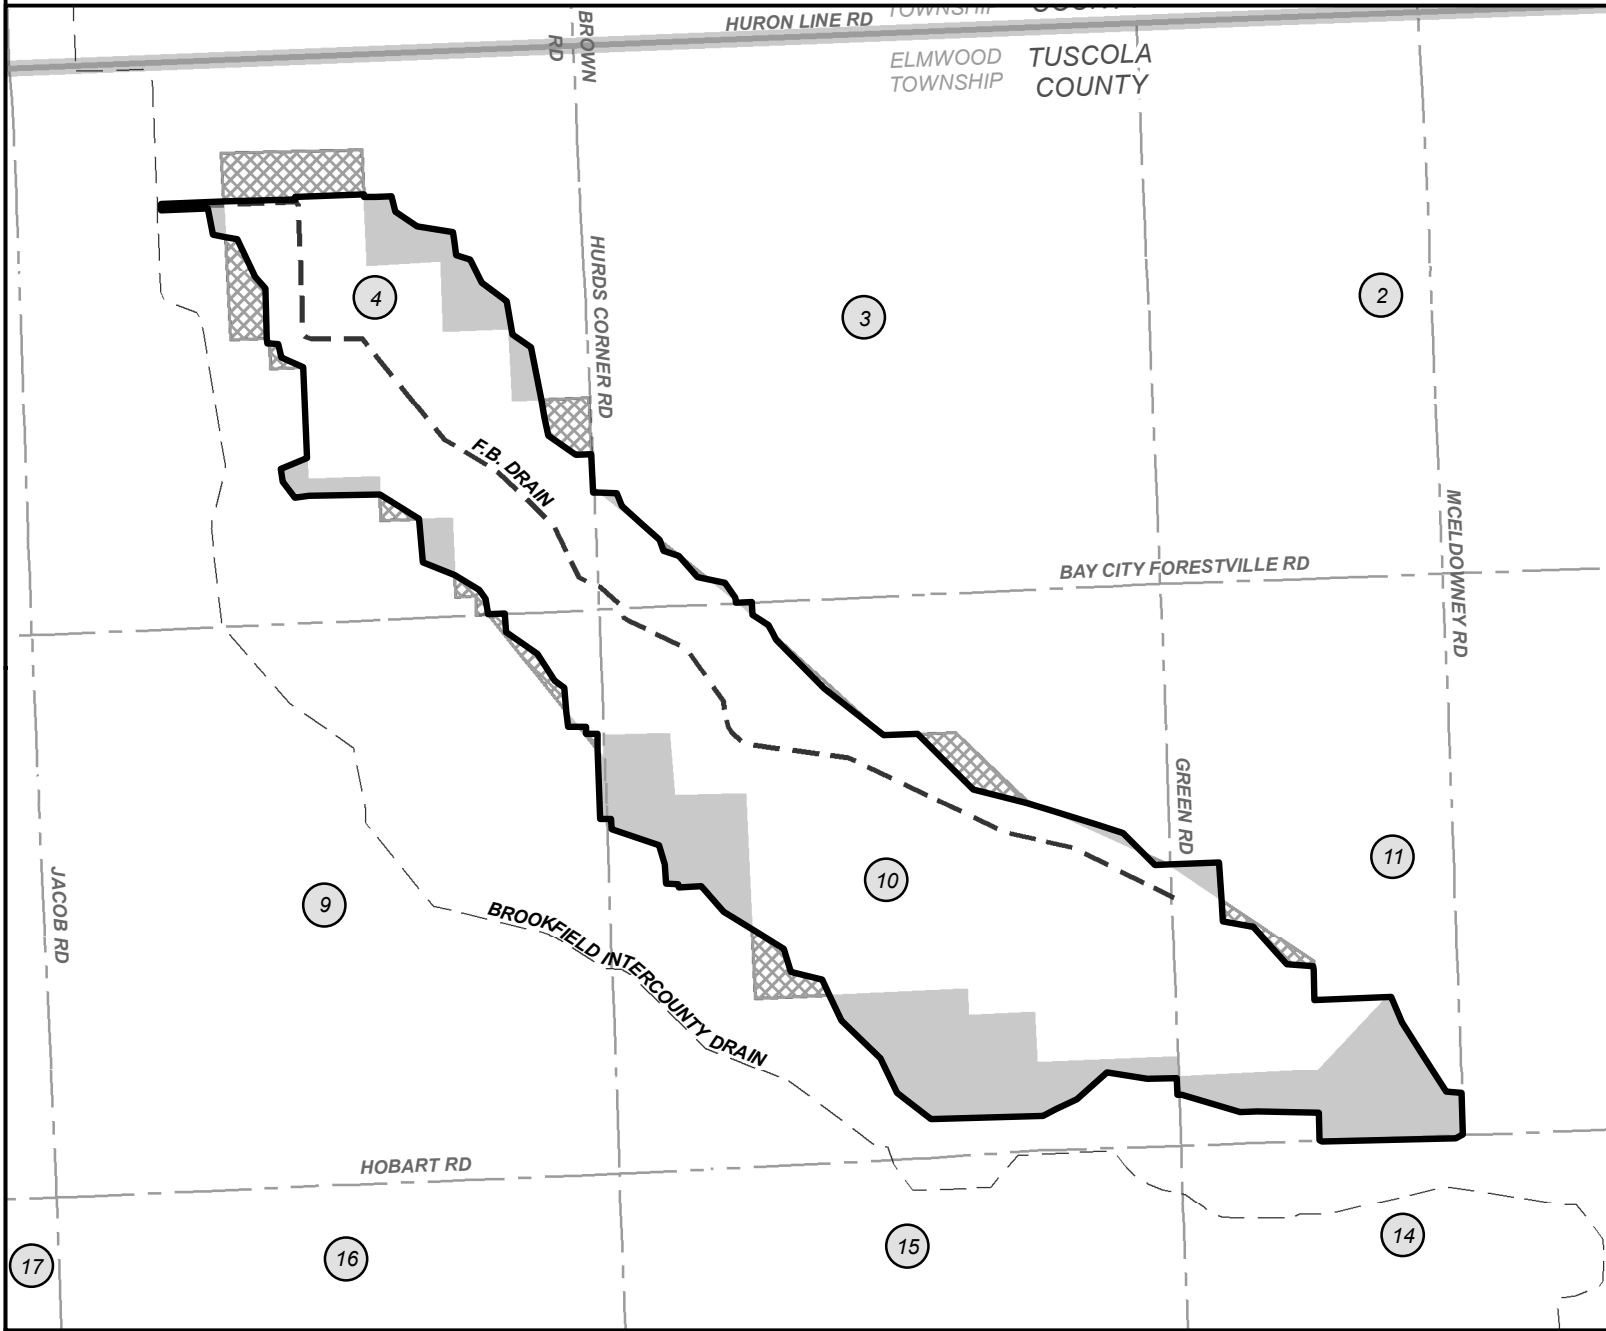 HURON LINE RD
TOWNSHIP
BROWN
RD
ELMWOOD
TOWNSHIP
TUSCOLA
COUNTY
HURDS CORNER RD
4
3
2
F.B. DRAIN
MCELDOWNEY RD
BAY CITY FORESTVILLE RD
GREEN RD
JACOB RD
9
10
11
BROOKFIELD INTERCOUNTY DRAIN
HOBART RD
17
16
15
14